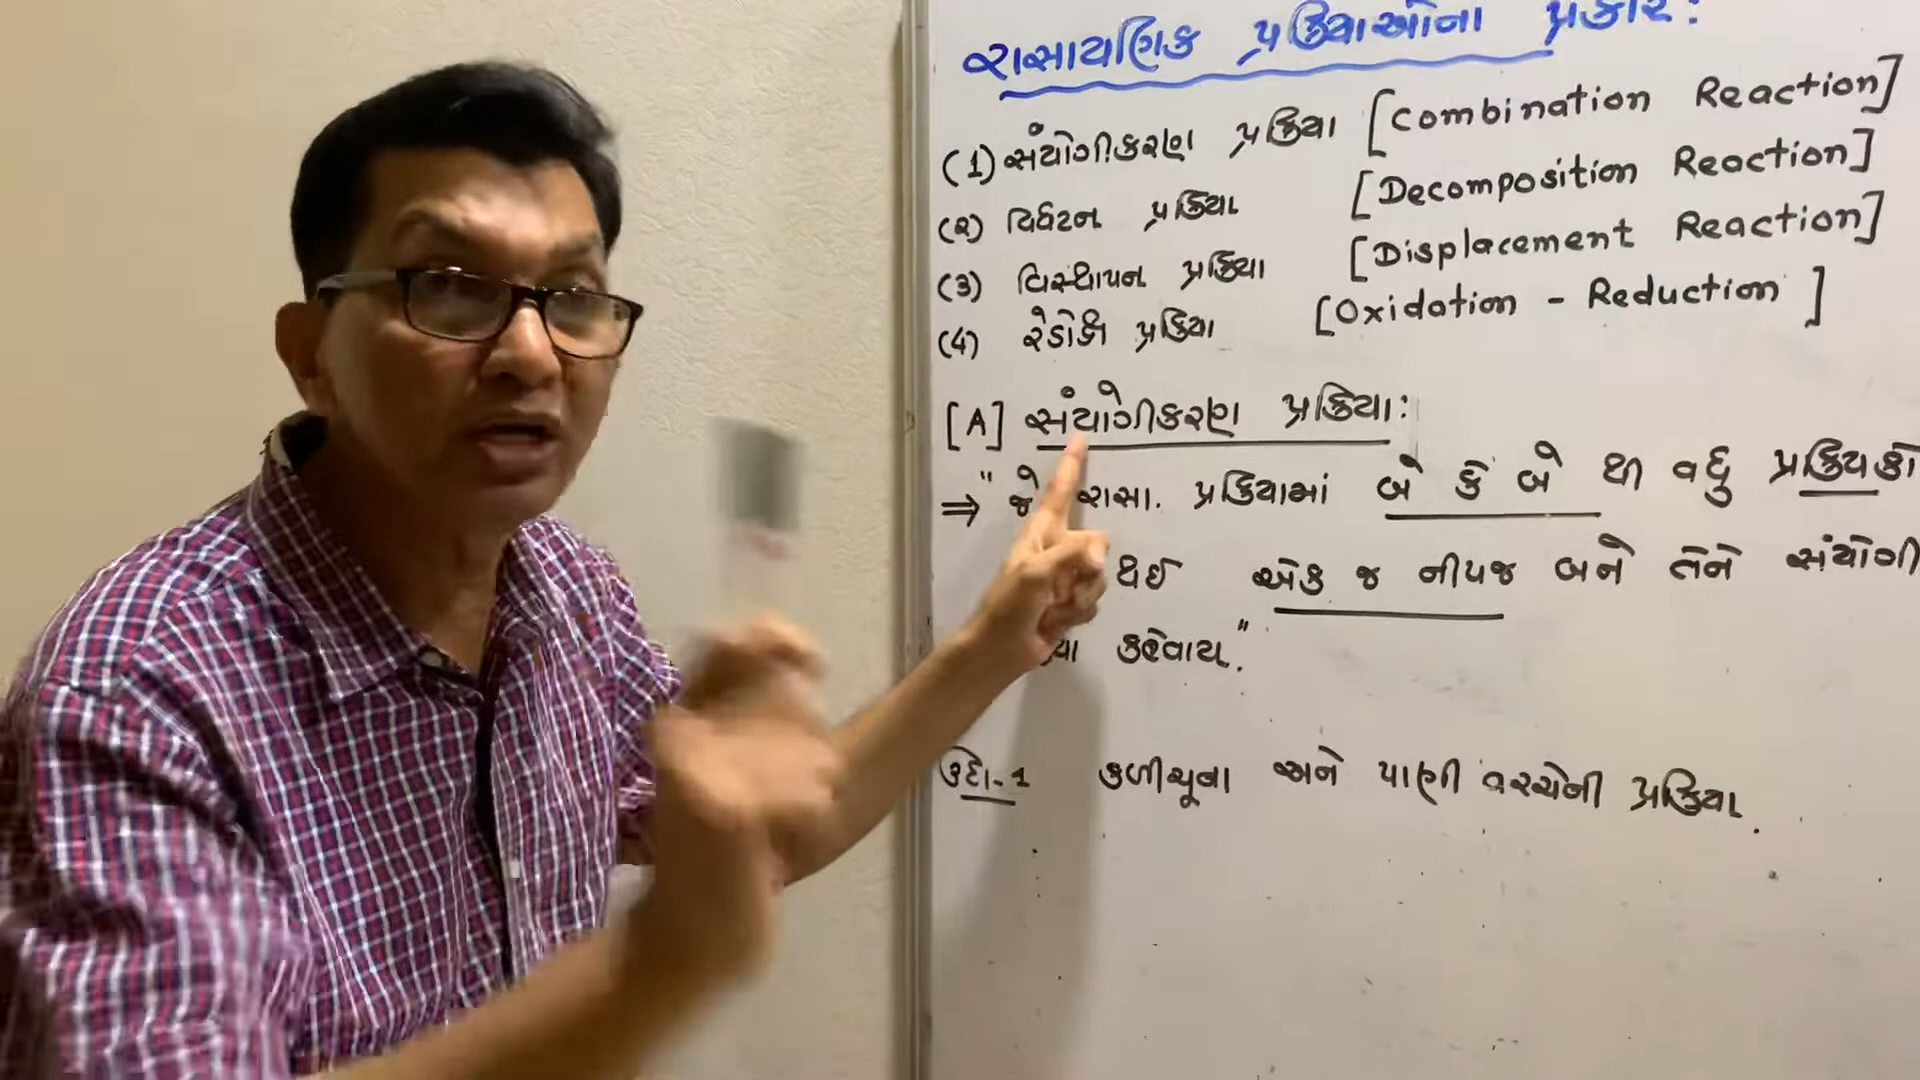 રાસાયણિક પ્રક્રિયાઓના પ્રકાર :
(1) સંયોગીકરણ પ્રક્રિયા [Combination Reaction]
(૨) વિઘટન પ્રક્રિયા [Decomposition Reaction]
(3) વિસ્થાપન પ્રક્રિયા [Displacement Reaction]
(4) રેડોક્ષ પ્રક્રિયા [Oxidation - Reduction]
[A] સંયોગીકરણ પ્રક્રિયા :
⇒ " જે રાસા. પ્રક્રિયામાં બે કે બે થી વધુ પ્રક્રિયકો
થઈ એક જ નીપજ બને તેને સંયોગી
કહેવાય."
ઉદા-1 કળીચૂના અને પાણી વચ્ચેની પ્રક્રિયા.